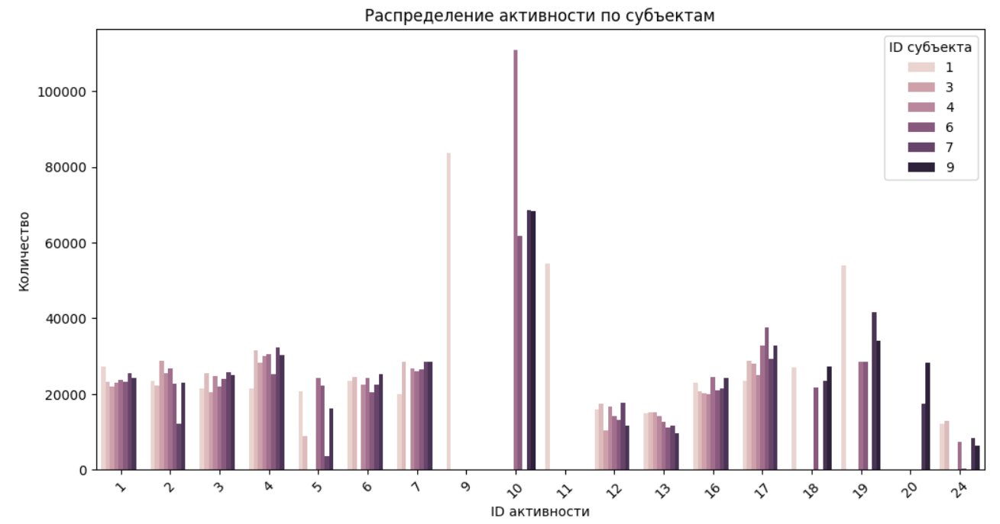 Распределение активности по субъектам
ID субъекта
1
3
4
6
7
9
Количество
100000
80000
60000
40000
20000
0
1 2 3 4 5 6 7 9 10 11 12 13 16 17 18 19 20 24
ID активности